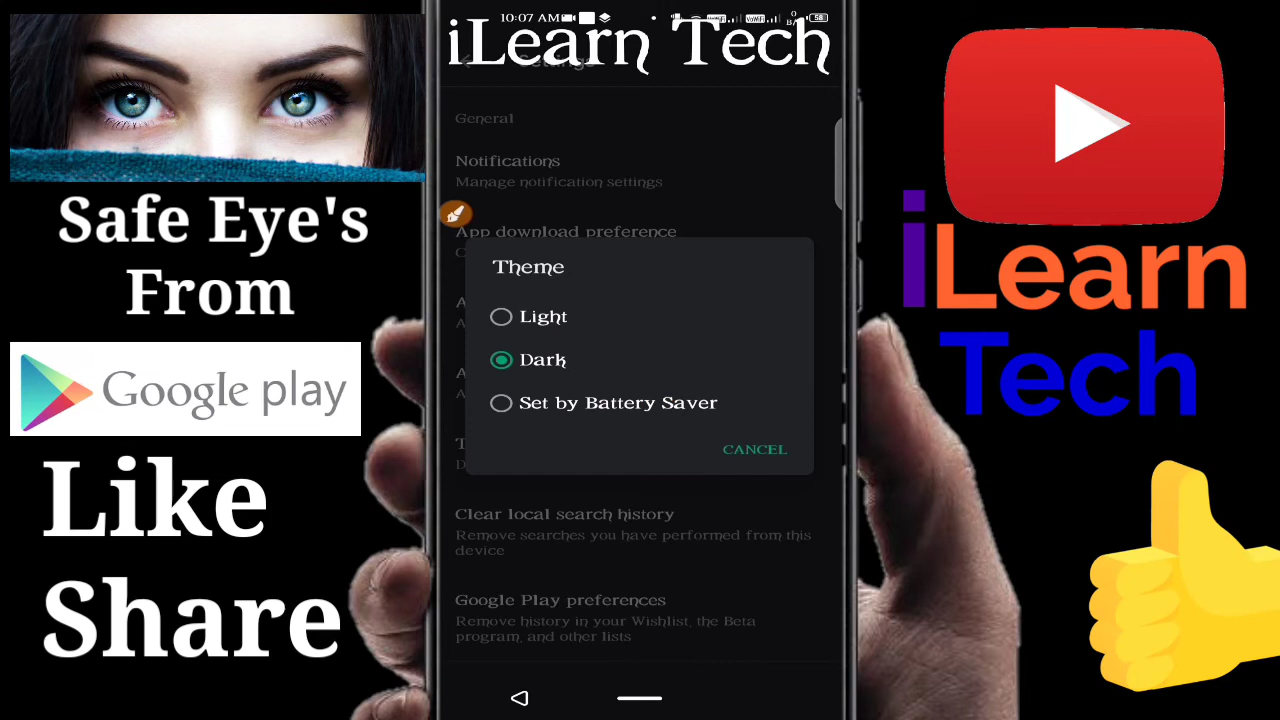 10:07 AM
58
iLearn Tech
Settings
General
Notifications
Manage notification settings
App download preference
Theme
Light
Dark
Set by Battery Saver
CANCEL
Clear local search history
Remove searches you have performed from this
device
Google Play preferences
Remove history in your Wishlist, the Beta
program, and other lists
Safe Eye's
From
Google play
Like
Share
iLearn
Tech